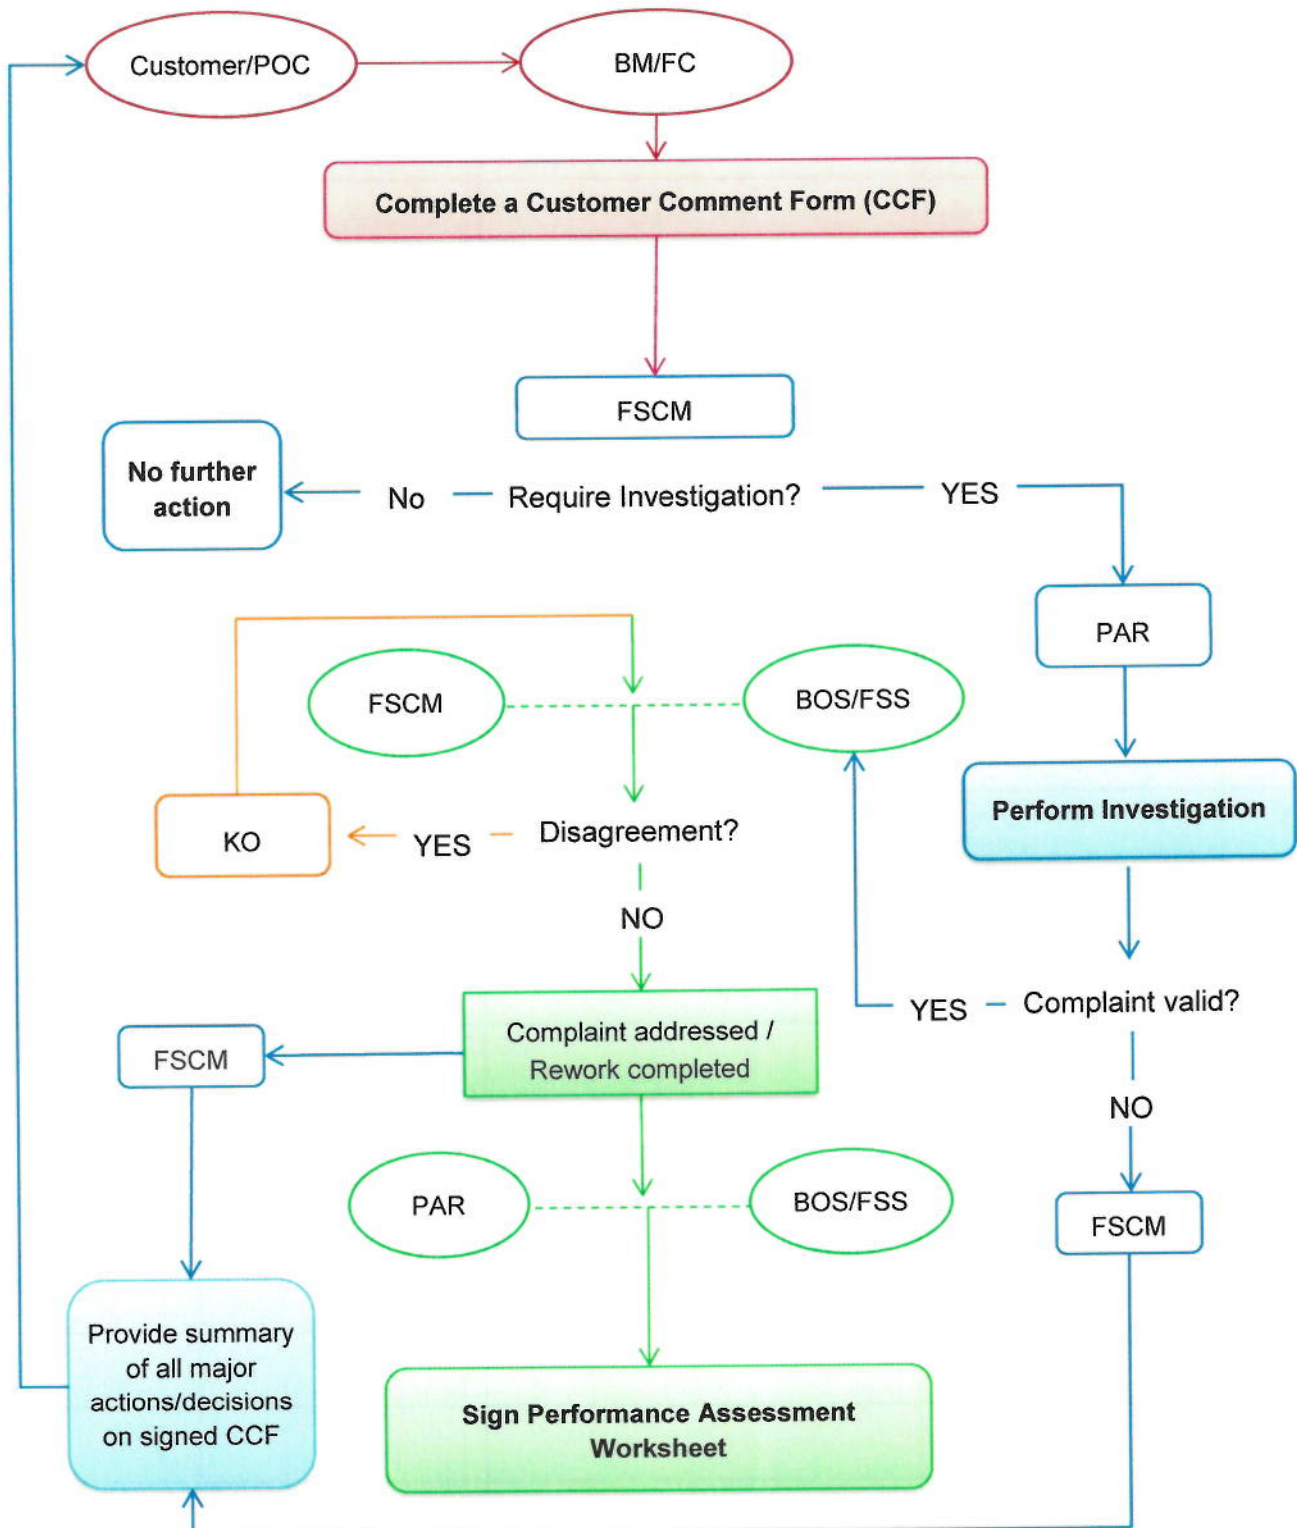 Customer/POC
BM/FC
Complete a Customer Comment Form (CCF)
FSCM
No further
action
No
Require Investigation?
YES
PAR
FSCM
BOS/FSS
Perform Investigation
KO
YES
Disagreement?
NO
YES
Complaint valid?
Complaint addressed /
Rework completed
FSCM
NO
PAR
BOS/FSS
FSCM
Provide summary
of all major
actions/decisions
on signed CCF
Sign Performance Assessment
Worksheet